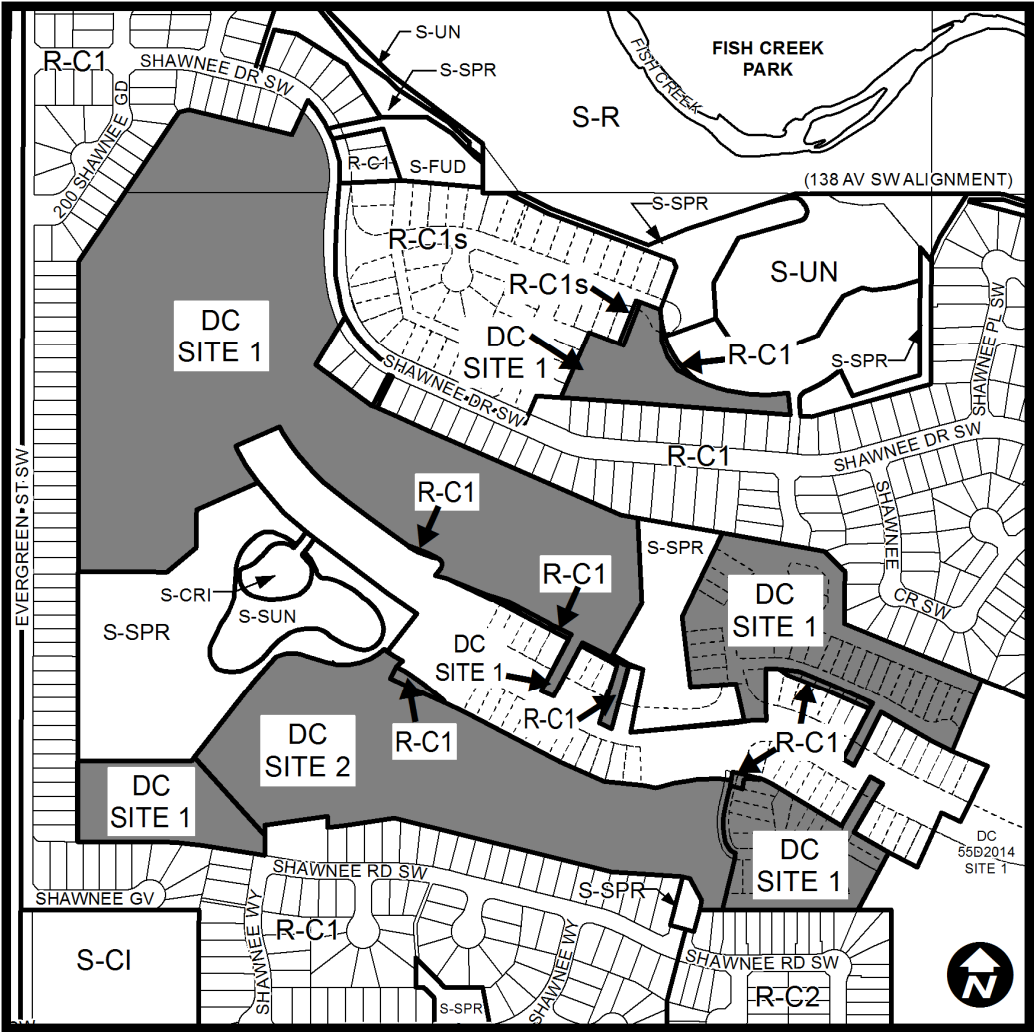 S-UN
R-C1
SHAWNEE DR SW
S-SPR
FISH CREEK
PARK
FISH CREEK
200 SHAWNEE GD
S-R
R-C1
S-FUD
(138 AV SW ALIGNMENT)
S-SPR
R-C1s
S-UN
R-C1s
DC
SITE 1
DC
SITE 1
R-C1
S-SPR
SHAWNEE PL SW
SHAWNEE DR SW
R-C1
SHAWNEE DR SW
EVERGREEN ST SW
R-C1
SHAWNEE
CR SW
S-SPR
R-C1
S-CRI
S-SUN
DC
SITE 1
S-SPR
DC
SITE 1
R-C1
R-C1
R-C1
DC
SITE 2
DC
SITE 1
DC
55D2014
SITE 1
DC
SITE 1
SHAWNEE RD SW
S-SPR
SHAWNEE GV
SHAWNEE WY
R-C1
SHAWNEE WY
S-CI
SHAWNEE RD SW
R-C2
S-SPR
N
SW